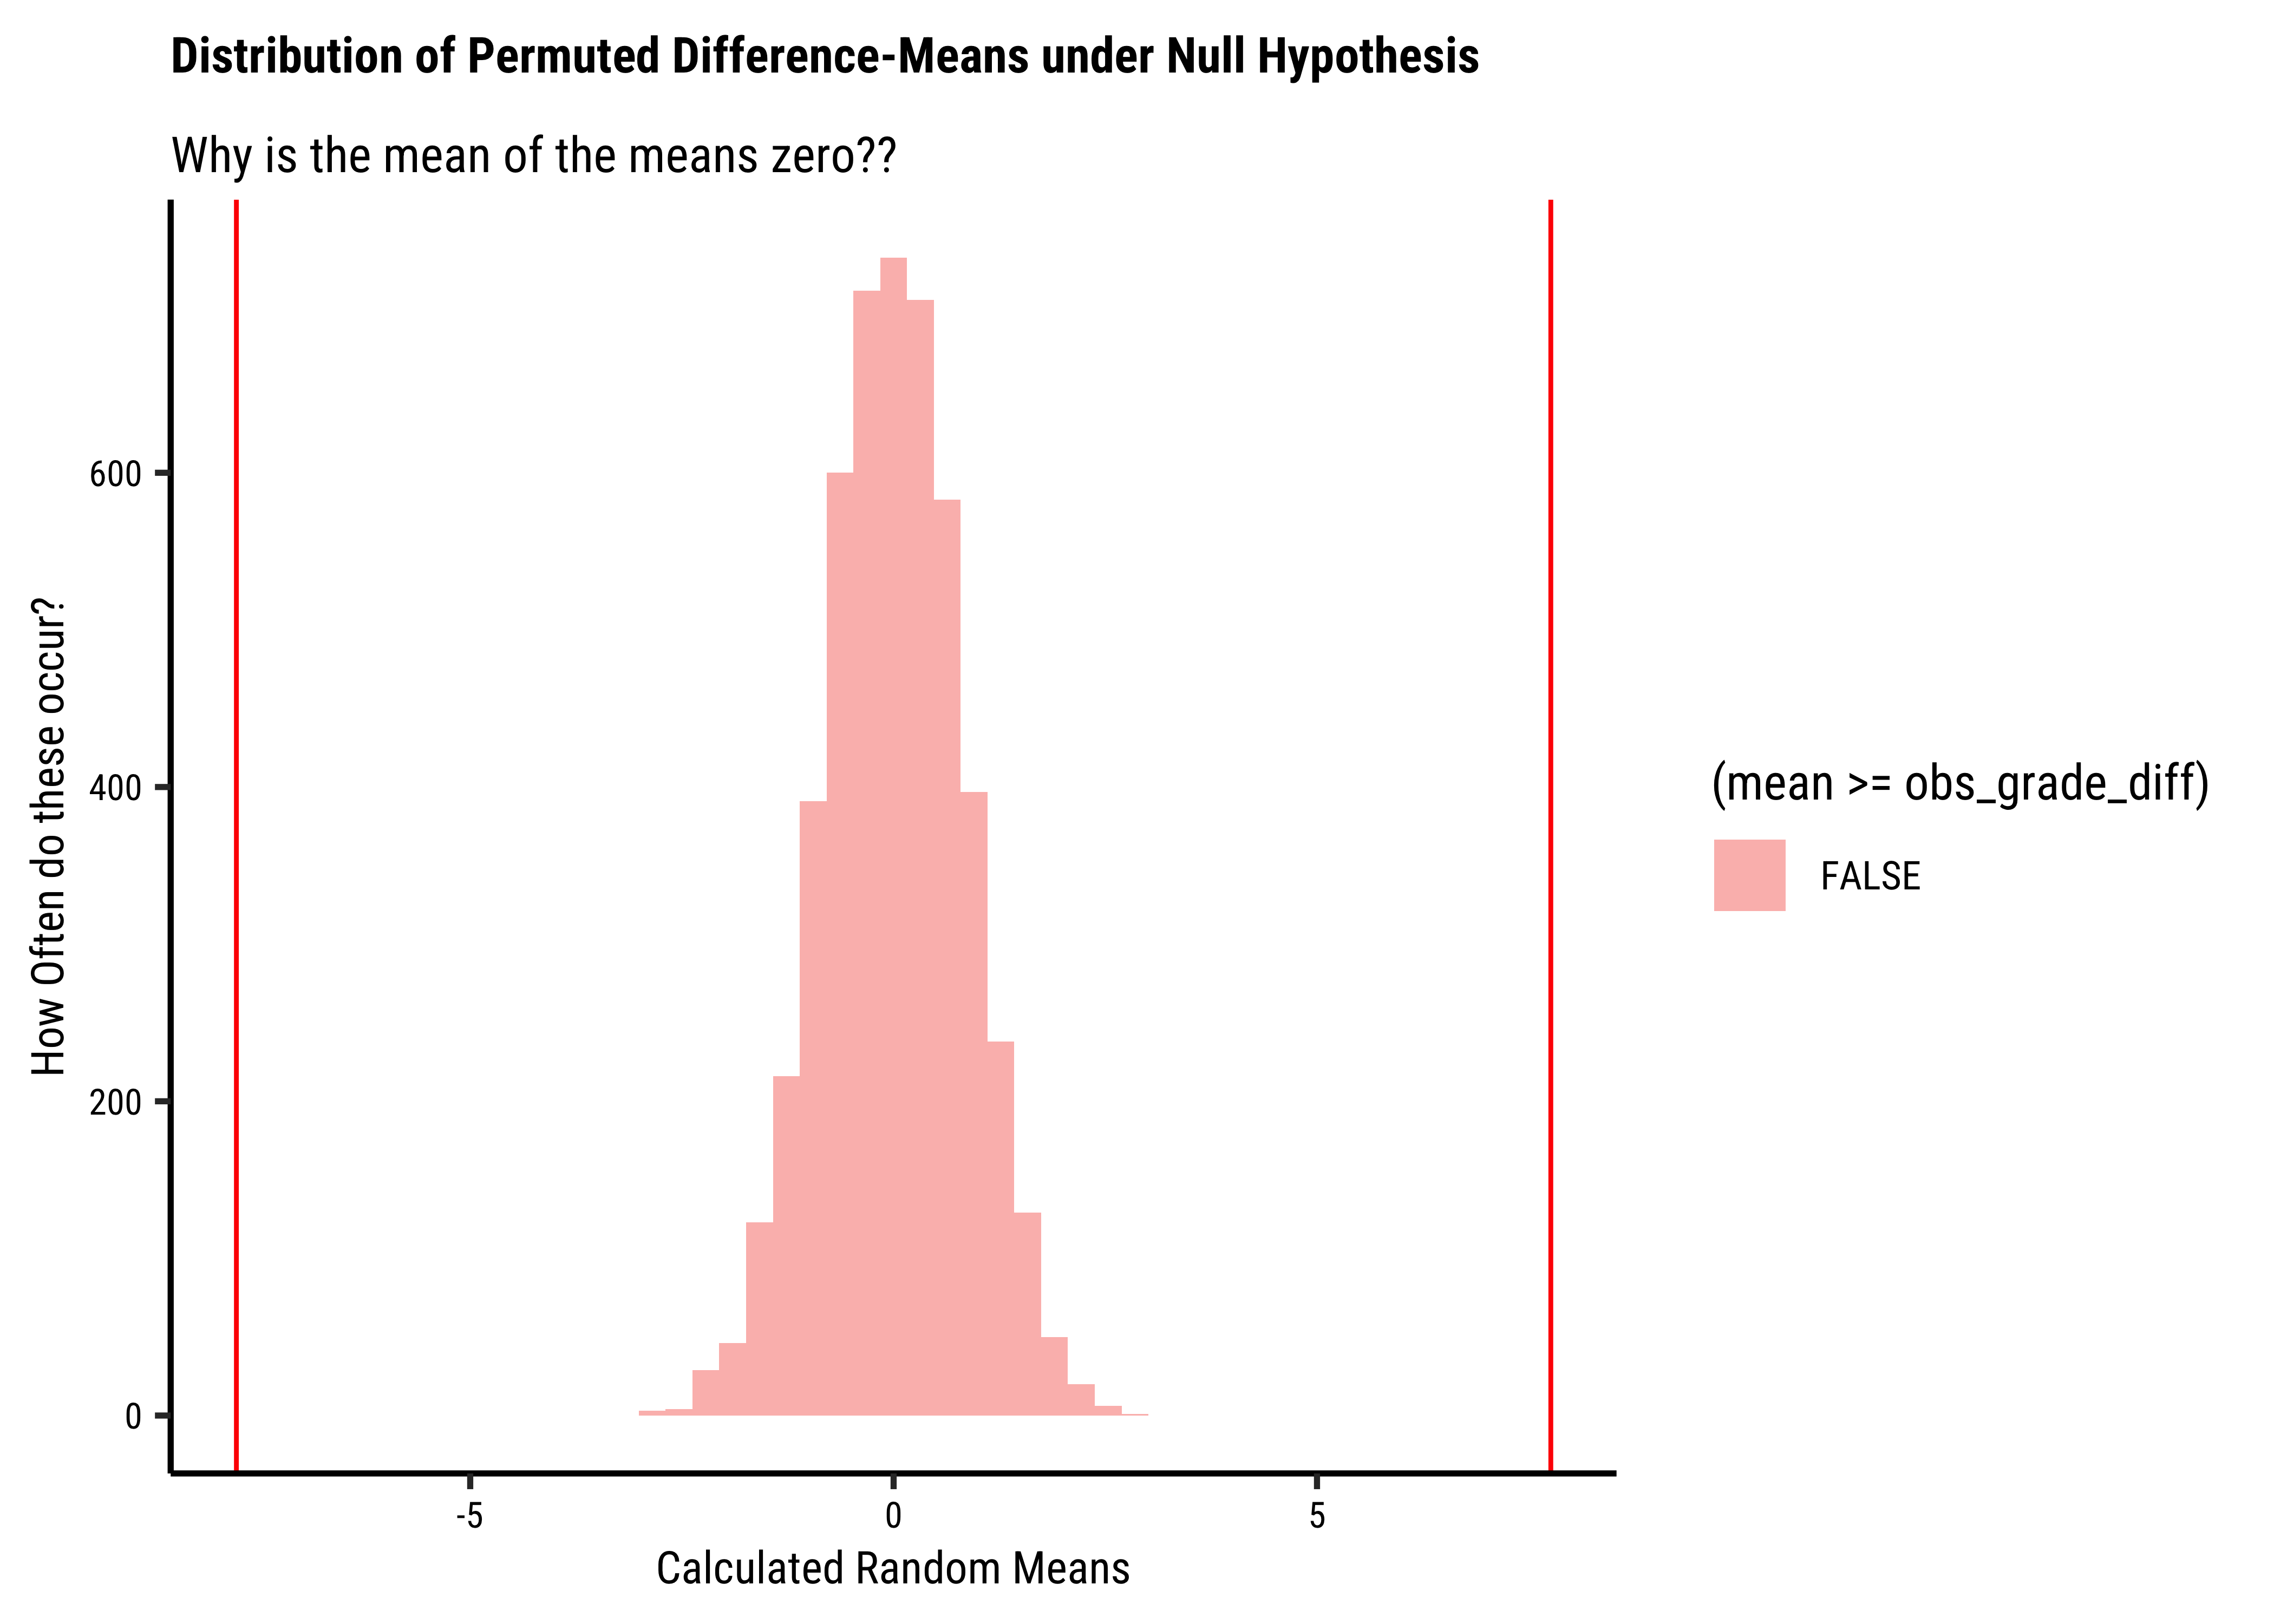 Distribution of Permuted Difference-Means under Null Hypothesis
Why is the mean of the means zero??
How Often do these occur?
600
400
200
0
-5
0
5
Calculated Random Means
(mean >= obs_grade_diff)
FALSE